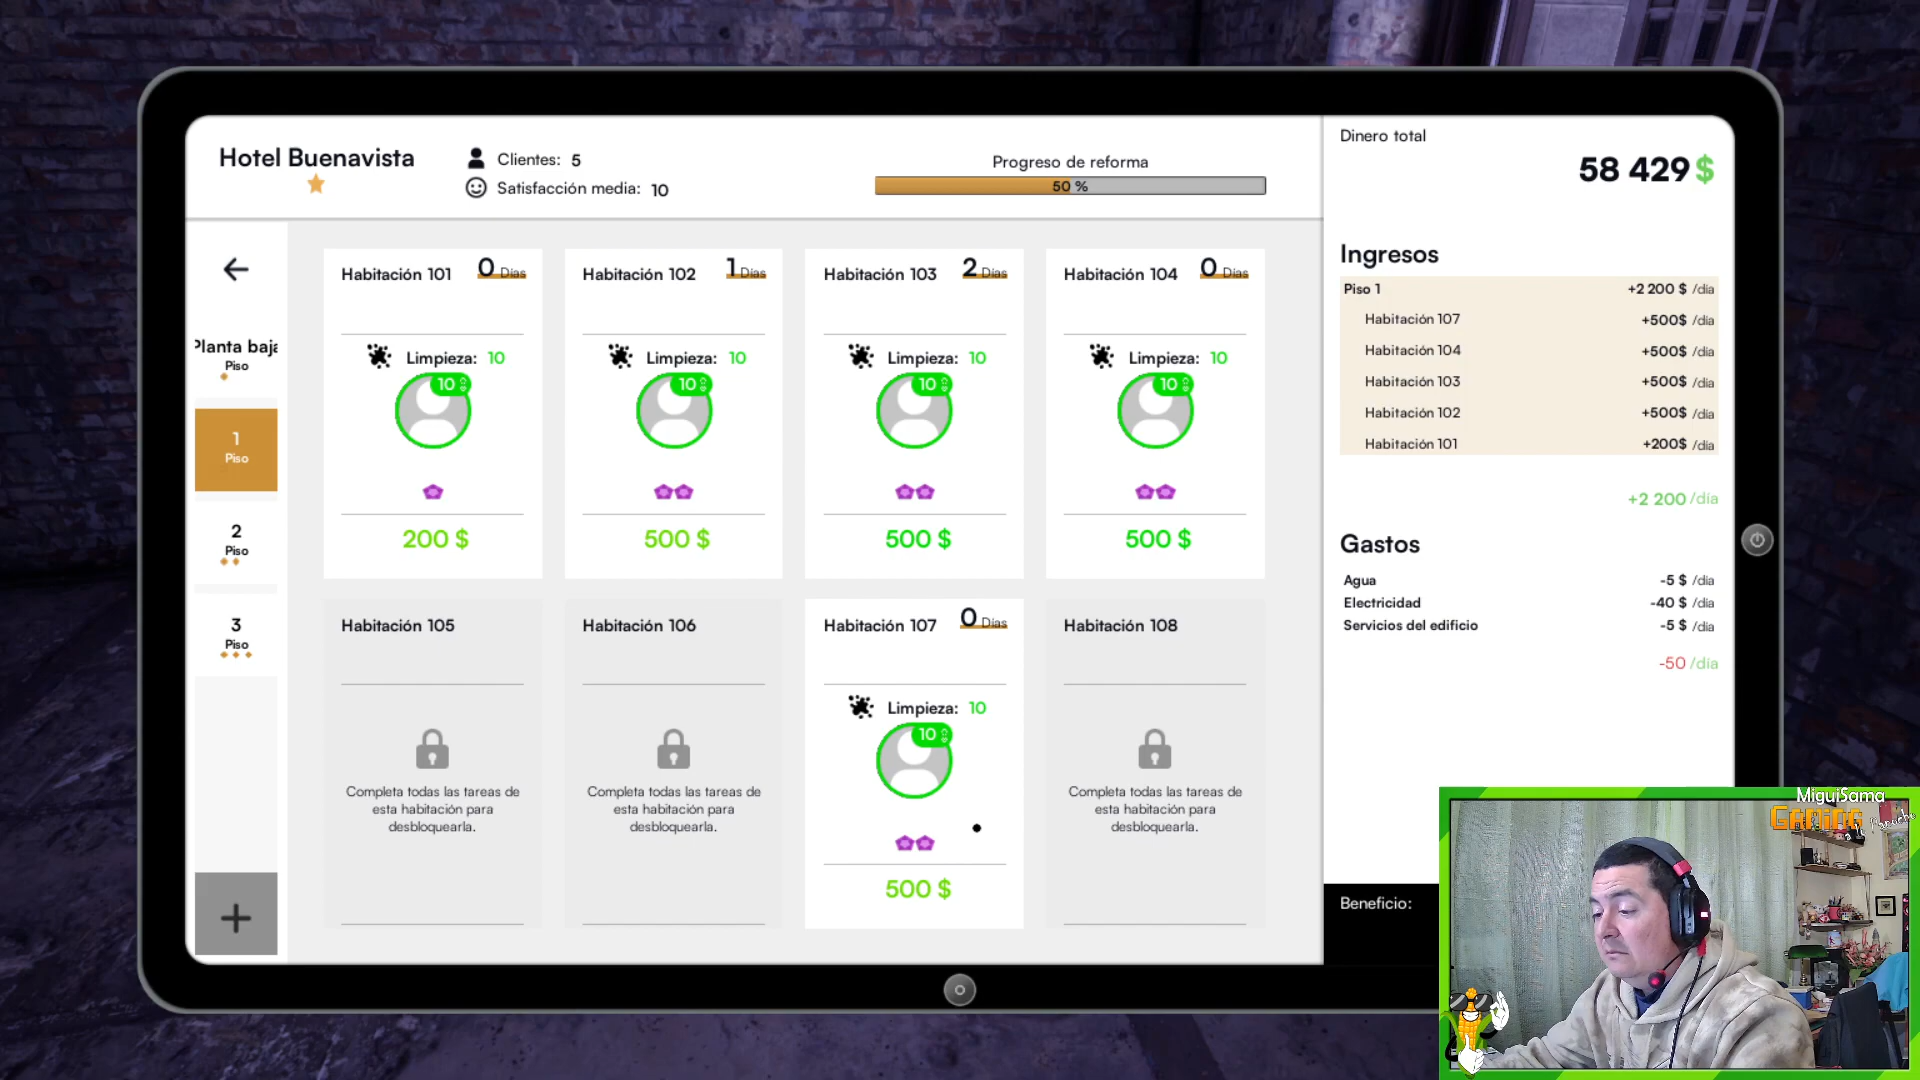 Hotel Buenavista
Clientes: 5
Satisfacción media: 10
Progreso de reforma
50 %
Dinero total
58 429 $
Planta baja
Piso
1
Piso
2
Piso
3
Piso
+
Habitación 101
0 Días
Limpieza: 10
10
200 $
Habitación 102
1 Días
Limpieza: 10
10
500 $
Habitación 103
2 Días
Limpieza: 10
10
500 $
Habitación 104
0 Días
Limpieza: 10
10
500 $
Habitación 105
Completa todas las tareas de
esta habitación para
desbloquearla.
Habitación 106
Completa todas las tareas de
esta habitación para
desbloquearla.
Habitación 107
0 Días
Limpieza: 10
10
500 $
Habitación 108
Completa todas las tareas de
esta habitación para
desbloquearla.
Ingresos
Piso 1 +2 200 $ /día
Habitación 107 +500$ /día
Habitación 104 +500$ /día
Habitación 103 +500$ /día
Habitación 102 +500$ /día
Habitación 101 +200$ /día
+2 200 /día
Gastos
Agua -5 $ /día
Electricidad -40 $ /día
Servicios del edificio -5 $ /día
-50 /día
Beneficio:
MiguiSama
GAMING